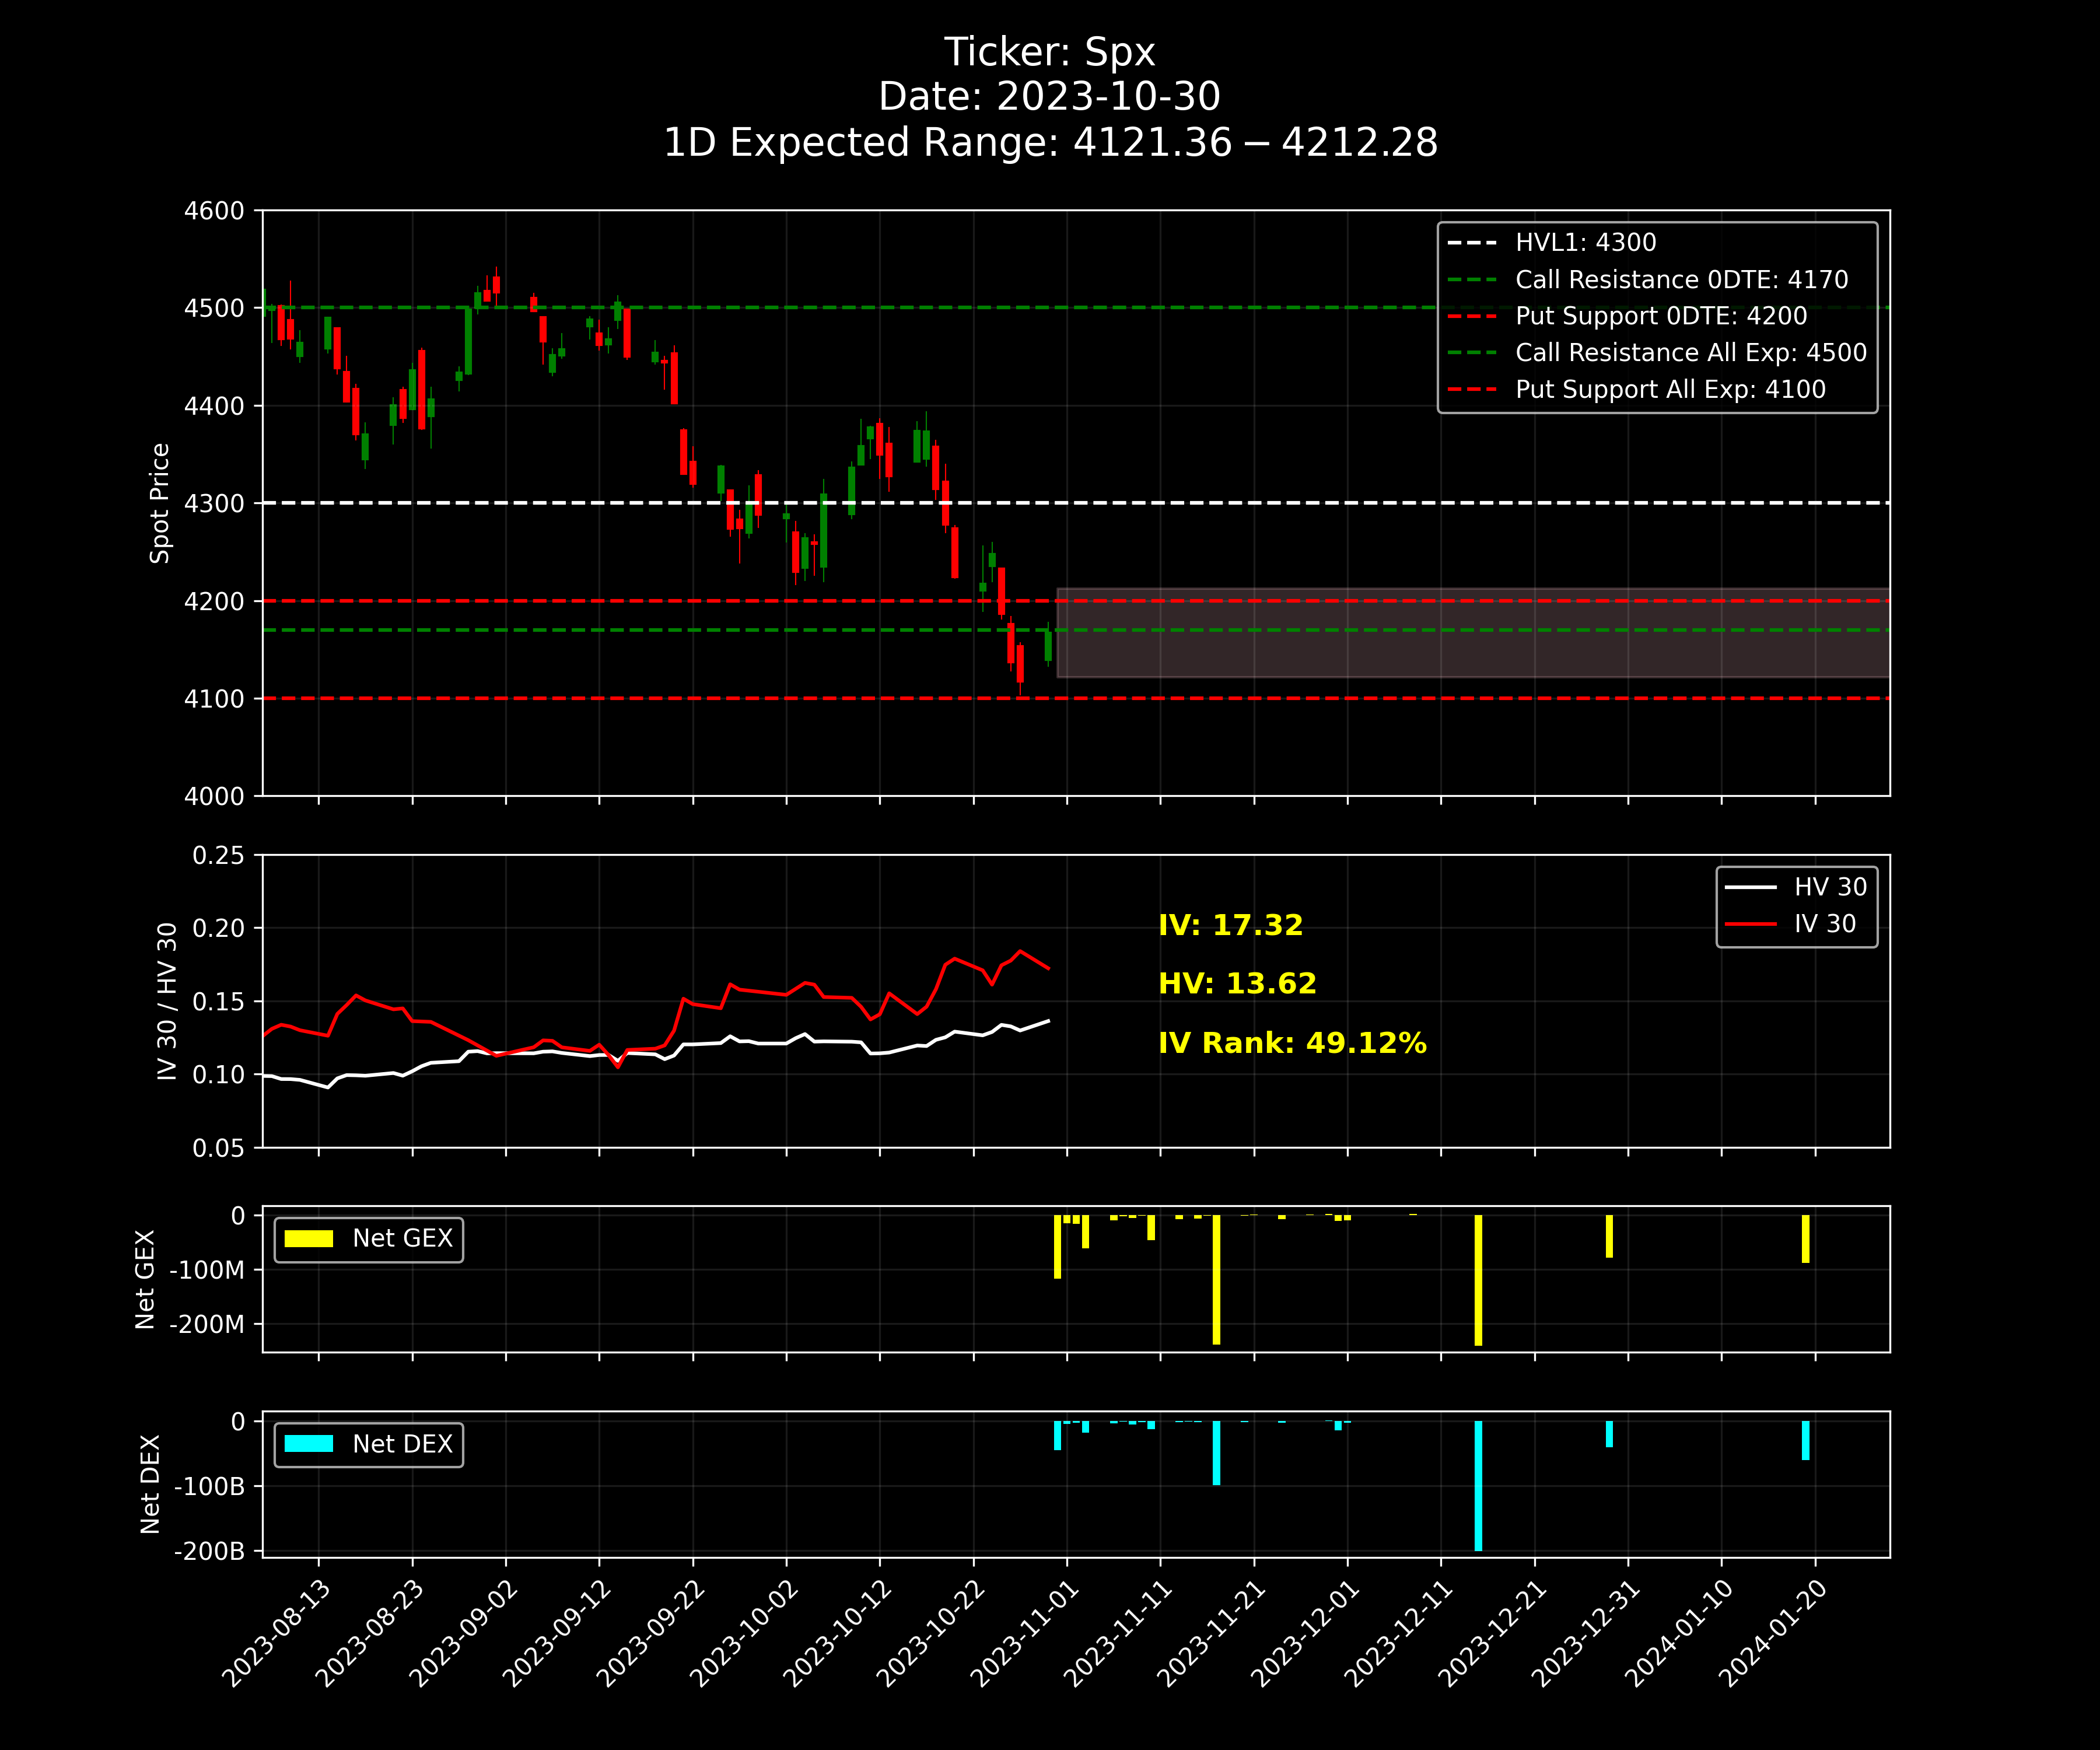 Ticker: Spx
Date: 2023-10-30
1D Expected Range: 4121.36 − 4212.28
4600
4500
4400
4300
4200
4100
4000
Spot Price
HVL1: 4300
Call Resistance 0DTE: 4170
Put Support 0DTE: 4200
Call Resistance All Exp: 4500
Put Support All Exp: 4100
0.25
0.20
0.15
0.10
0.05
IV 30 / HV 30
IV: 17.32
HV: 13.62
IV Rank: 49.12%
HV 30
IV 30
0
-100M
-200M
Net GEX
Net GEX
0
-100B
-200B
Net DEX
Net DEX
2023-08-13
2023-08-23
2023-09-02
2023-09-12
2023-09-22
2023-10-02
2023-10-12
2023-10-22
2023-11-01
2023-11-11
2023-11-21
2023-12-01
2023-12-11
2023-12-21
2023-12-31
2024-01-10
2024-01-20